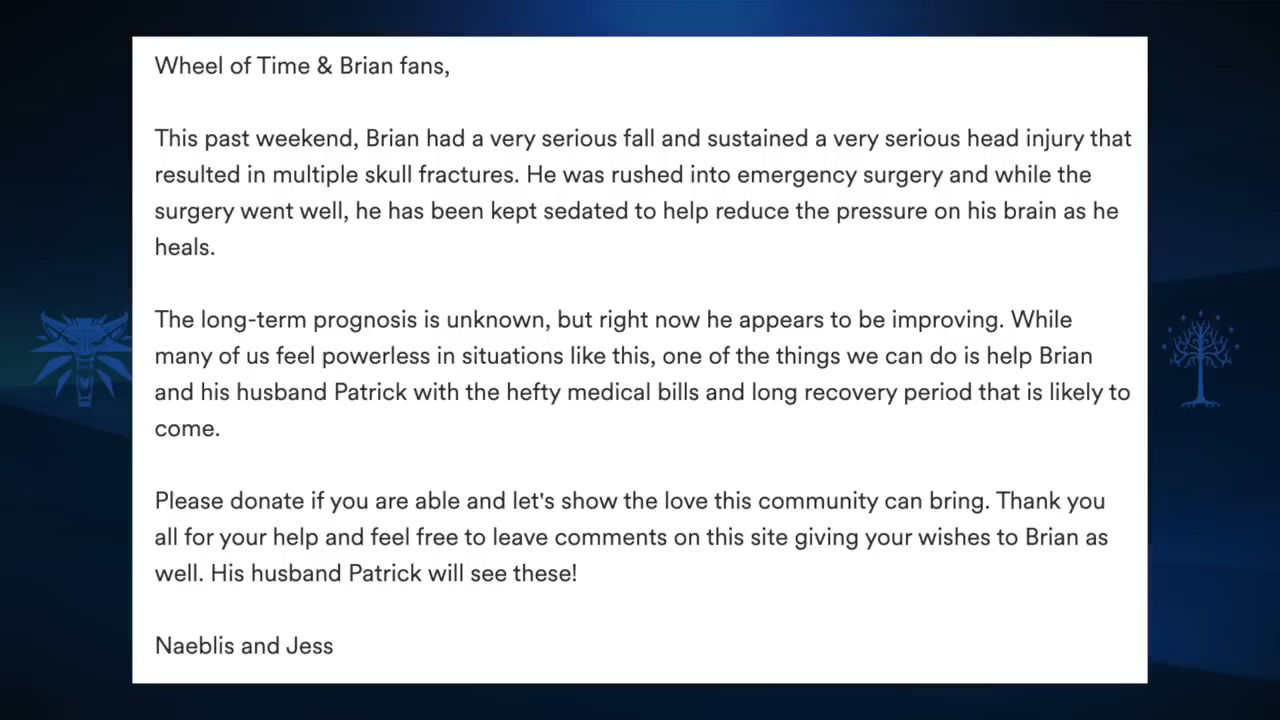 Wheel of Time & Brian fans,
This past weekend, Brian had a very serious fall and sustained a very serious head injury that
resulted in multiple skull fractures. He was rushed into emergency surgery and while the
surgery went well, he has been kept sedated to help reduce the pressure on his brain as he
heals.
The long-term prognosis is unknown, but right now he appears to be improving. While
many of us feel powerless in situations like this, one of the things we can do is help Brian
and his husband Patrick with the hefty medical bills and long recovery period that is likely to
come.
Please donate if you are able and let's show the love this community can bring. Thank you
all for your help and feel free to leave comments on this site giving your wishes to Brian as
well. His husband Patrick will see these!
Naeblis and Jess